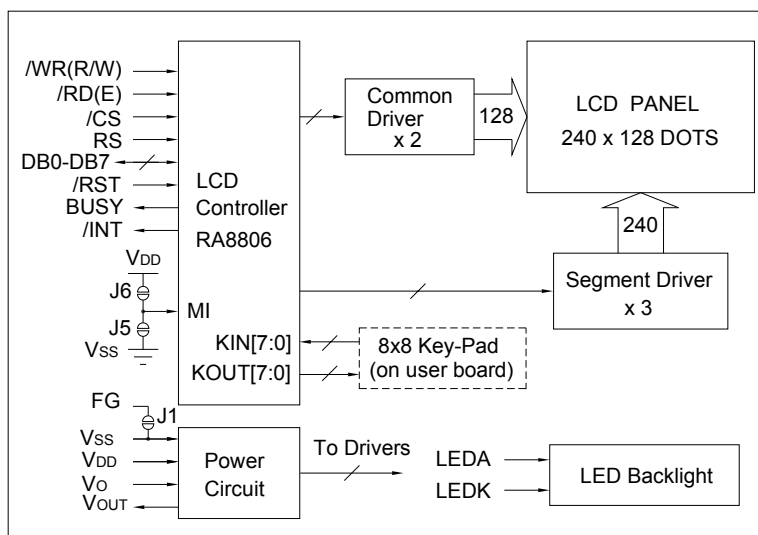 /WR(R/W)
/RD(E)
/CS
RS
DB0-DB7
/RST
BUSY
/INT
VDD
J6
J5
VSS
LCD
Controller
RA8806
MI
KIN[7:0]
KOUT[7:0]
Common
Driver
x 2
128
LCD PANEL
240 x 128 DOTS
240
Segment Driver
x 3
8x8 Key-Pad
(on user board)
FG
J1
VSS
VDD
VO
VOUT
Power
Circuit
To Drivers
LEDA
LEDK
LED Backlight